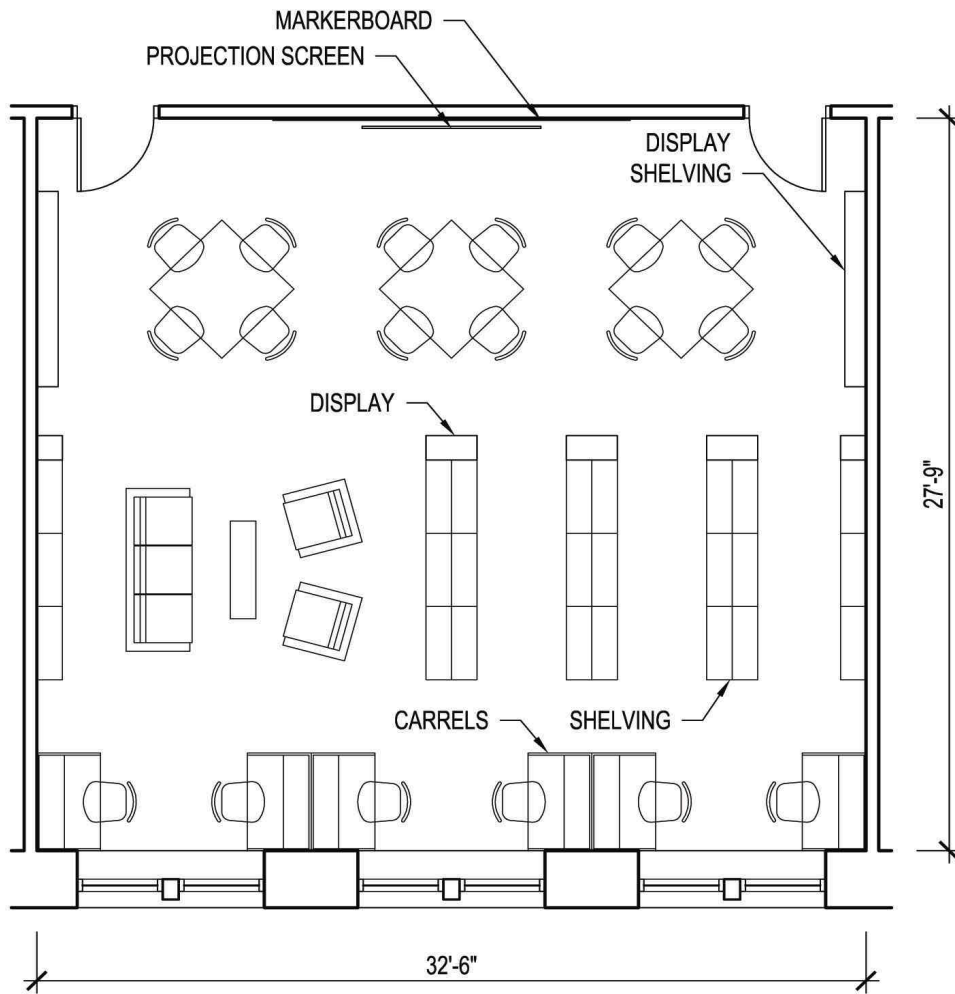 MARKERBOARD
PROJECTION SCREEN
DISPLAY
SHELVING
DISPLAY
27'-9"
CARRELS
SHELVING
32'-6"